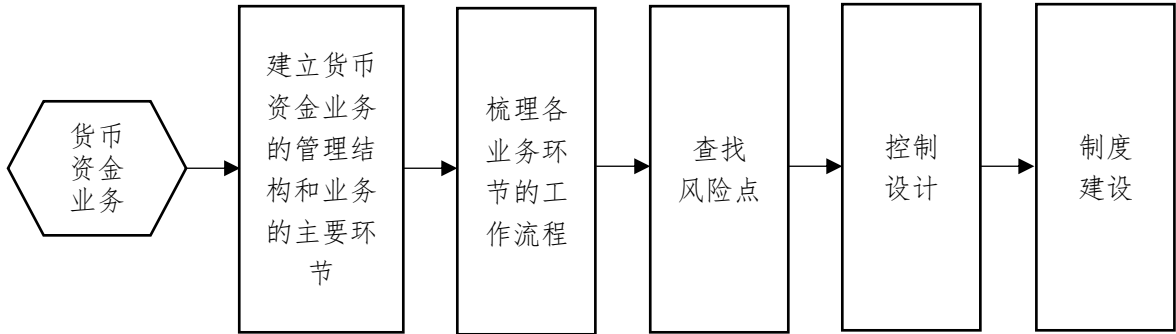 货币
资金
业务
建立货币
资金业务
的管理结
构和业务
的主要环
节
梳理各
业务环
节的工
作流程
查找
风险点
控制
设计
制度
建设